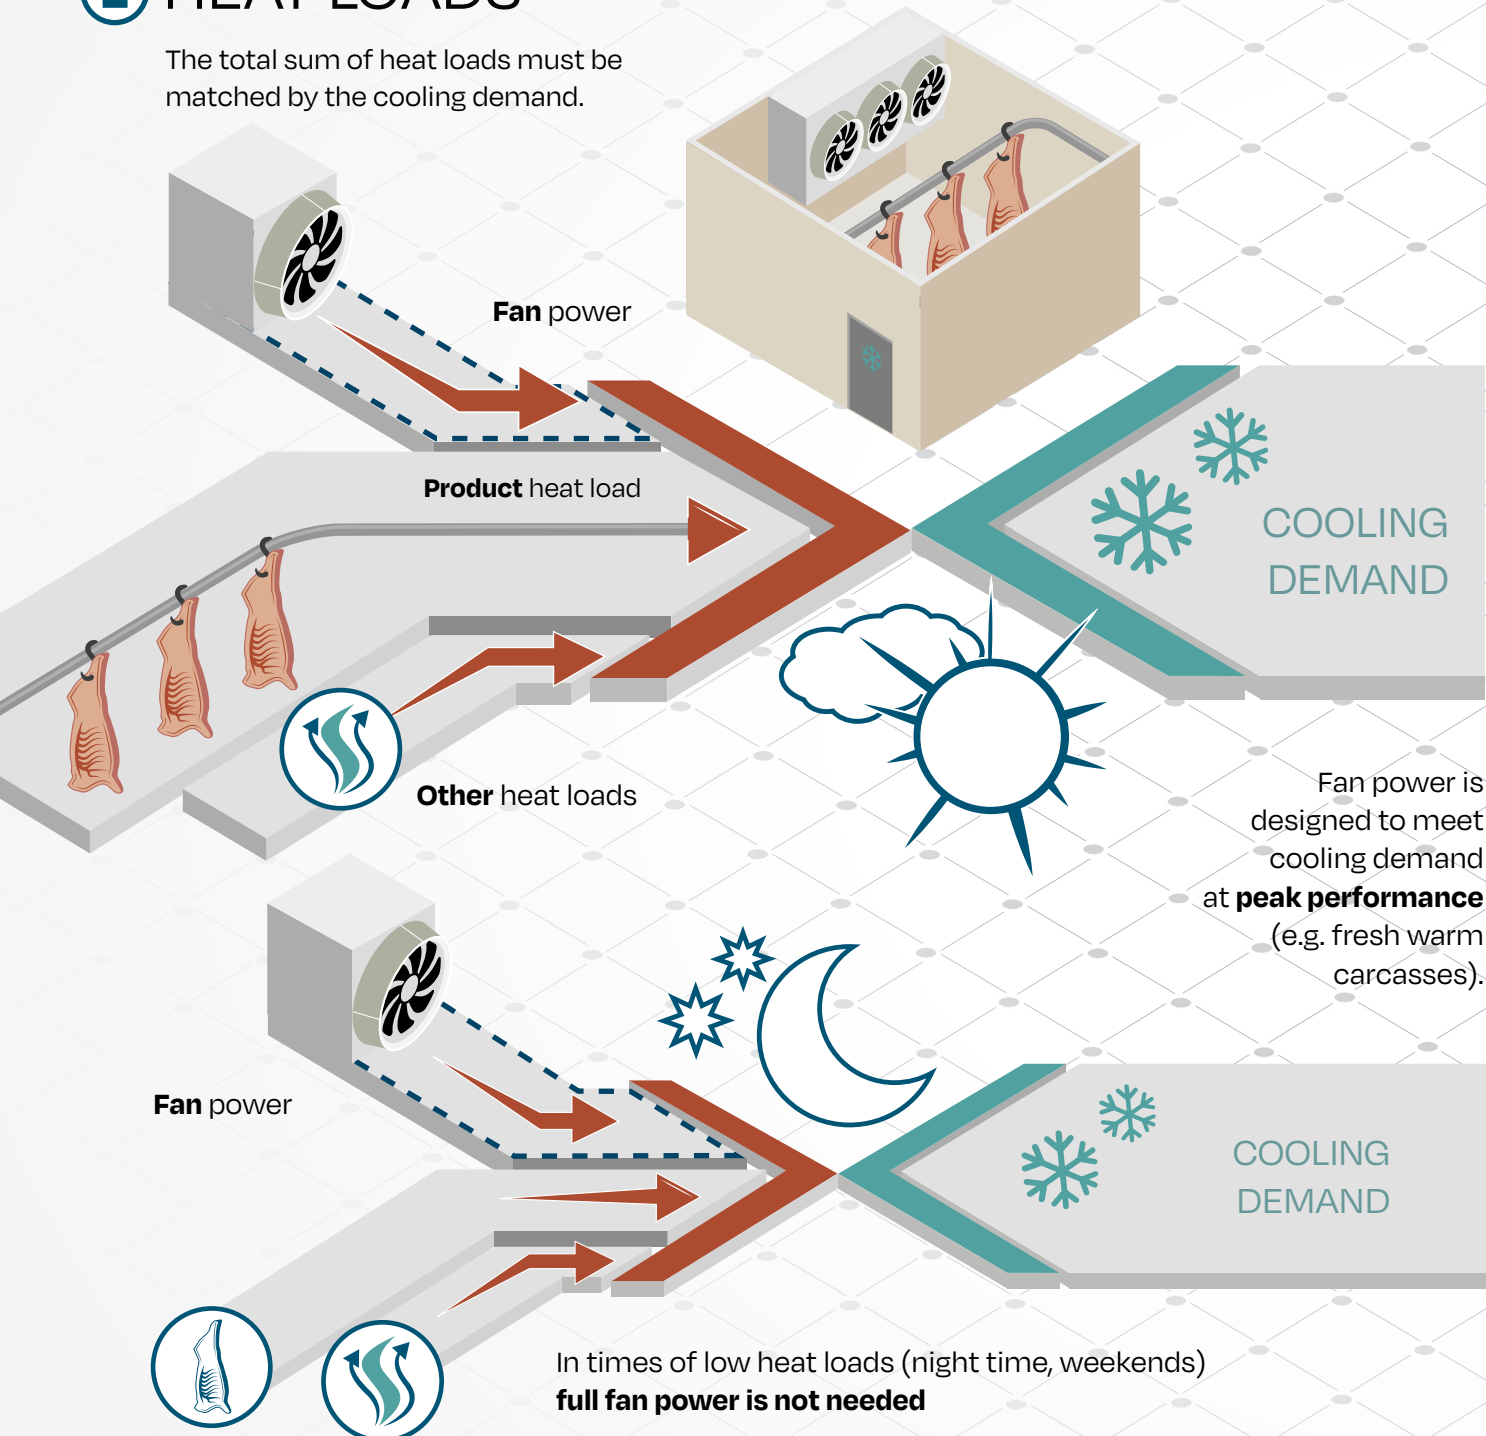 HEAT LOADS
The total sum of heat loads must be
matched by the cooling demand.
Fan power
Product heat load
COOLING
DEMAND
Other heat loads
Fan power is
designed to meet
cooling demand
at peak performance
(e.g. fresh warm
carcasses).
Fan power
COOLING
DEMAND
In times of low heat loads (night time, weekends)
full fan power is not needed